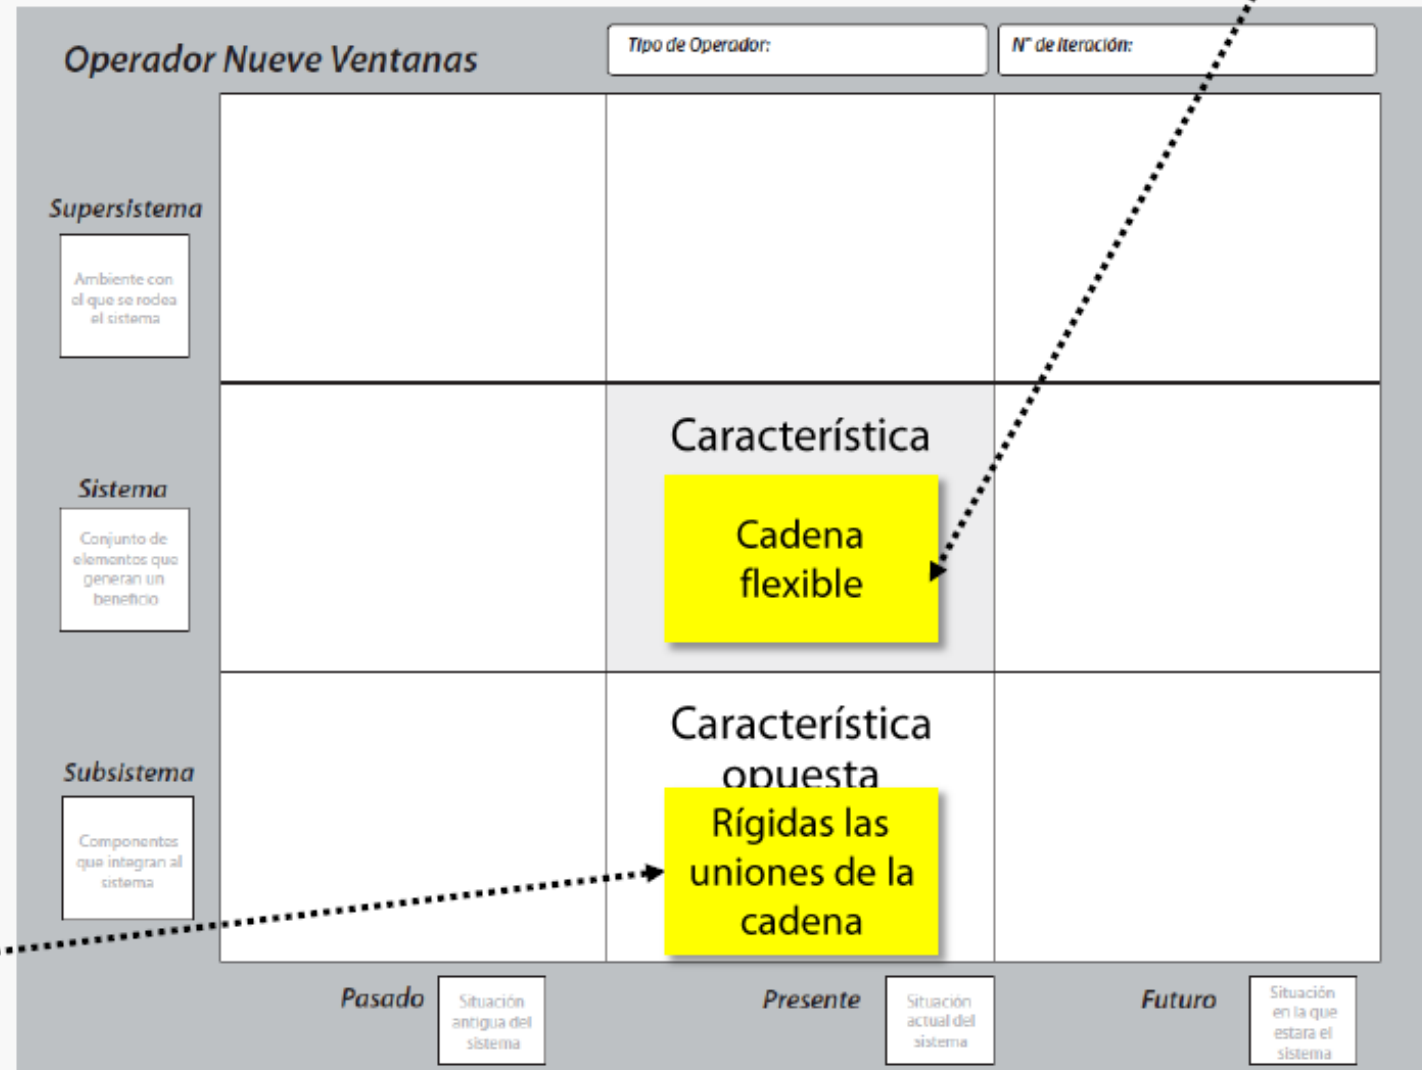 Operador Nueve Ventanas
Tipo de Operador:
N° de Iteración:
Supersistema
Ambiente con
el que se rodea
el sistema
Característica
Sistema
Conjunto de
elementos que
generan un
beneficio
Cadena
flexible
Característica
opuesta
Subsistema
Componentes
que integran al
sistema
Rígidas las
uniones de la
cadena
Pasado
Situación
antigua del
sistema
Presente
Situación
actual del
sistema
Futuro
Situación
en la que
estara el
sistema